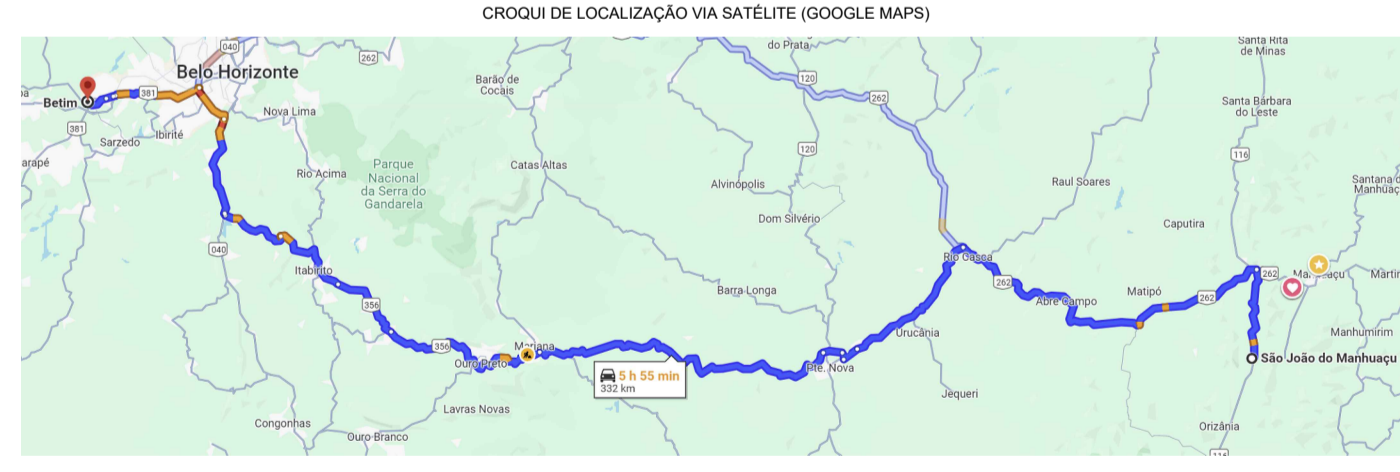 CROQUI DE LOCALIZAÇÃO VIA SATÉLITE (GOOGLE MAPS)
040
262
do Prata
Santa Rita
de Minas
Belo Horizonte
Barão de
Cocais
120
262
Betim
381
Nova Lima
Santa Bárbara
do Leste
381
Sarzedo
Ibirité
arapé
Rio Acima
Parque
Nacional
da Serra do
Gandarela
Catas Altas
120
116
Alvinópolis
Raul Soares
Santana d
Manhuaç
Dom Silvério
Caputira
040
Itabirito
Rio Casca
262
262
Martir
Barra Longa
Abre Campo
Matipó
262
356
356
Urucânia
Manhumirim
Mariana
Ouro Preto
Pte. Nova
São João do Manhuaçu
5 h 55 min
332 km
Jequeri
Lavras Novas
Congonhas
Ouro Branco
Orizânia
116